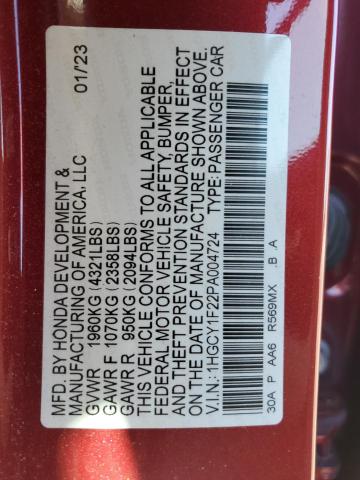 MFD. BY HONDA DEVELOPMENT & 01/'23
MANUFACTURING OF AMERICA. LLC
GVWR 1960KG (4321LBS)
GAWR F 1070KG (2358LBS)
GAWR R 950KG (2094LBS)
THIS VEHICLE CONFORMS TO ALL APPLICABLE
FEDERAL MOTOR VEHICLE SAFETY, BUMPER,
AND THEFT PREVENTION STANDARDS IN EFFECT
ON THE DATE OF MANUFACTURE SHOWN ABOVE.
V.I.N.: 1HGCY1F22PA004724 TYPE: PASSENGER CAR
30A P AA6 R569MX .B .A